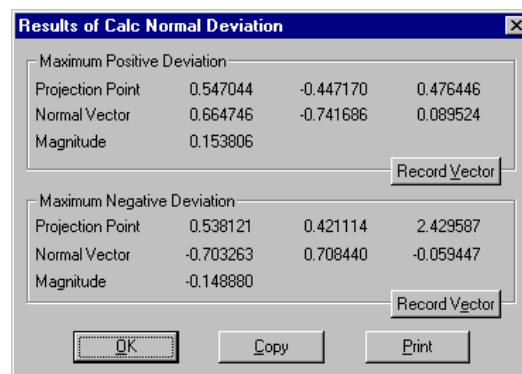 Results of Calc Normal Deviation
Maximum Positive Deviation
Projection Point 0.547044 -0.447170 0.476446
Normal Vector 0.664746 -0.741686 0.089524
Magnitude 0.153806
Record Vector
Maximum Negative Deviation
Projection Point 0.538121 0.421114 2.429587
Normal Vector -0.703263 0.708440 -0.059447
Magnitude -0.148880
Record Vector
OK Copy Print